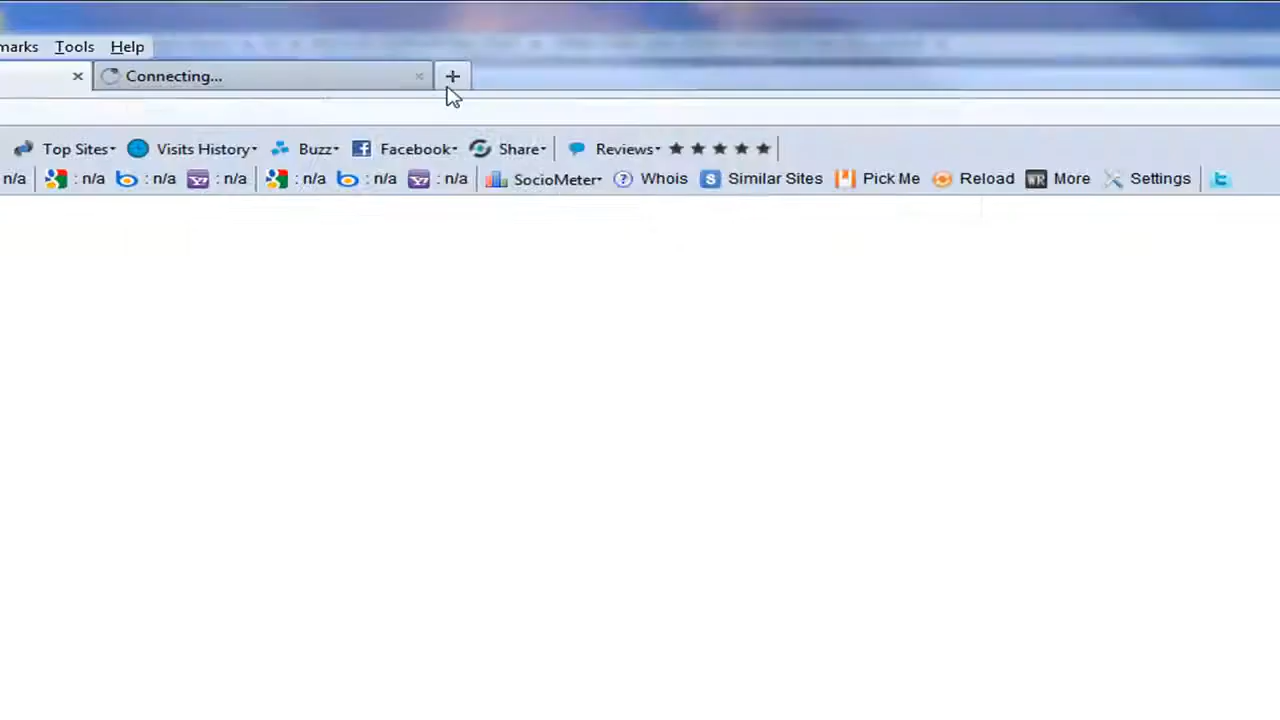 marks Tools Help
Connecting...
Top Sites Visits History Buzz Facebook Share Reviews
n/a : n/a : n/a : n/a : n/a : n/a : n/a SocioMeter Whois Similar Sites Pick Me Reload WR More Settings